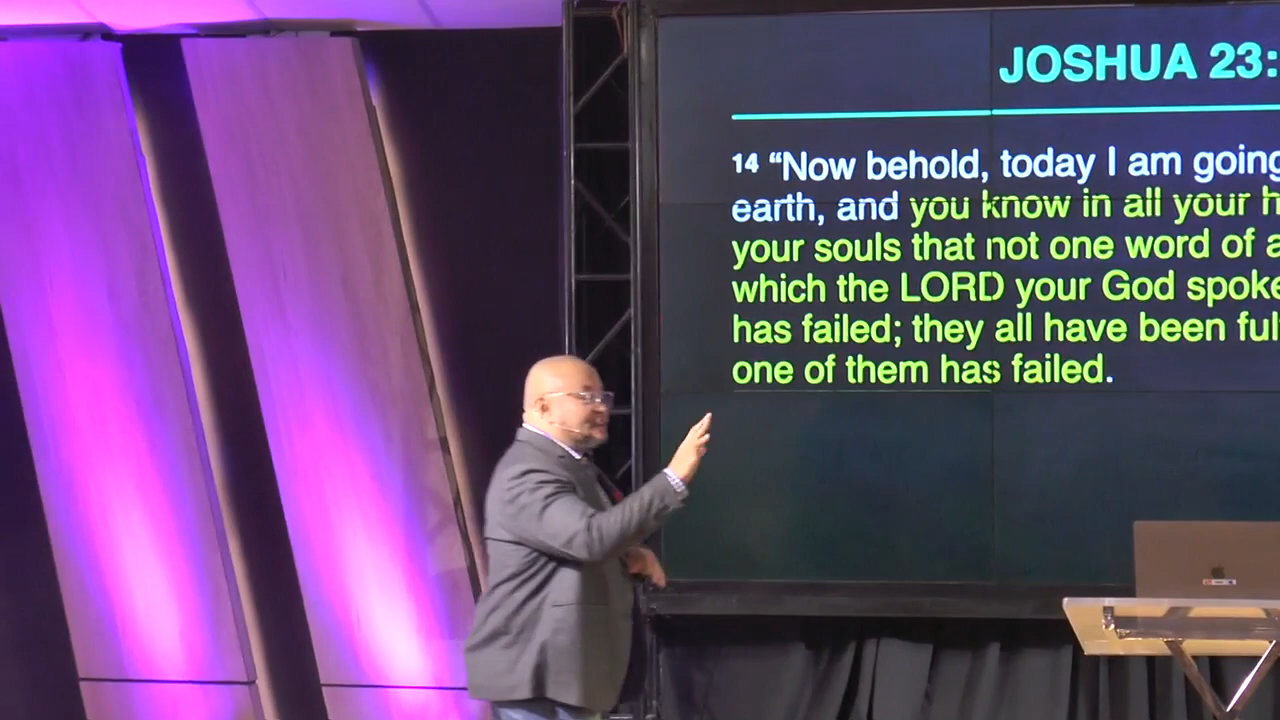 JOSHUA 23:
14 “Now behold, today I am going
earth, and you know in all your h
your souls that not one word of a
which the LORD your God spoke
has failed; they all have been ful
one of them has failed.